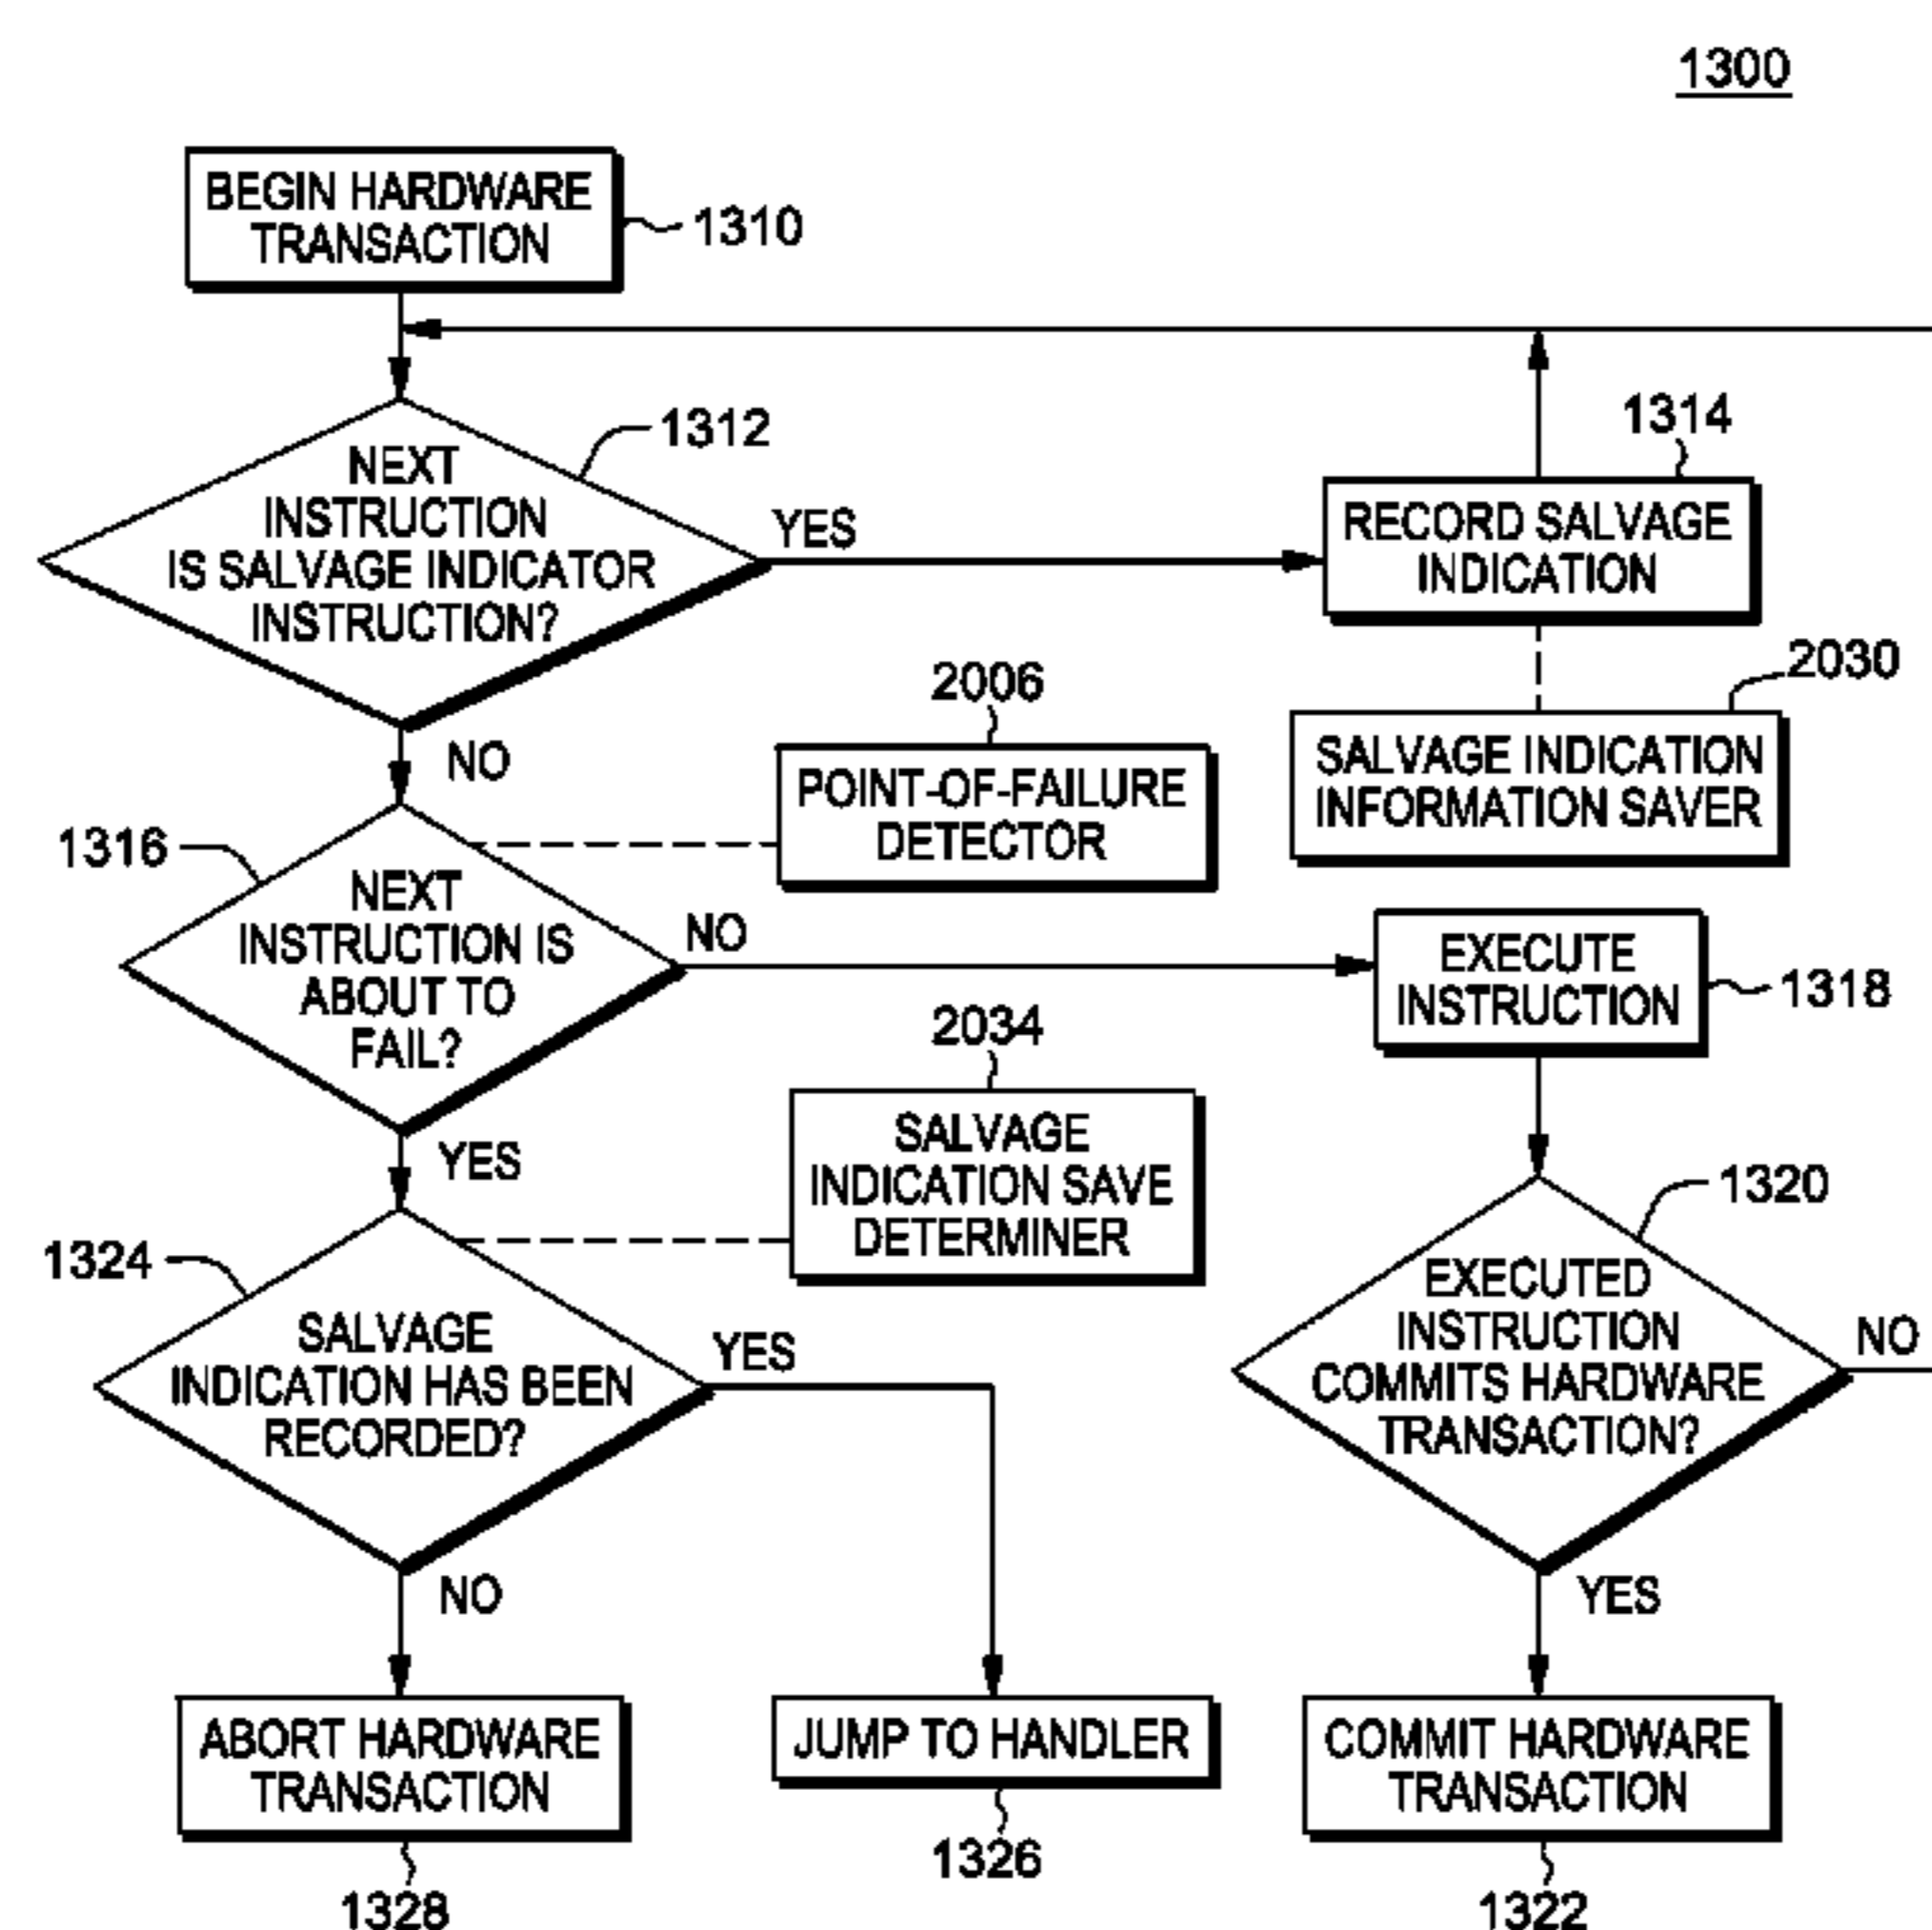 1300
BEGIN HARDWARE
TRANSACTION
1310
1312
NEXT
INSTRUCTION
IS SALVAGE INDICATOR
INSTRUCTION?
YES
NO
1314
RECORD SALVAGE
INDICATION
2030
SALVAGE INDICATION
INFORMATION SAVER
2006
POINT-OF-FAILURE
DETECTOR
1316
NEXT
INSTRUCTION IS
ABOUT TO
FAIL?
NO
YES
EXECUTE
INSTRUCTION
1318
2034
SALVAGE
INDICATION SAVE
DETERMINER
1320
EXECUTED
INSTRUCTION
COMMITS HARDWARE
TRANSACTION?
NO
YES
1324
SALVAGE
INDICATION HAS BEEN
RECORDED?
YES
NO
ABORT HARDWARE
TRANSACTION
1328
JUMP TO HANDLER
1326
COMMIT HARDWARE
TRANSACTION
1322